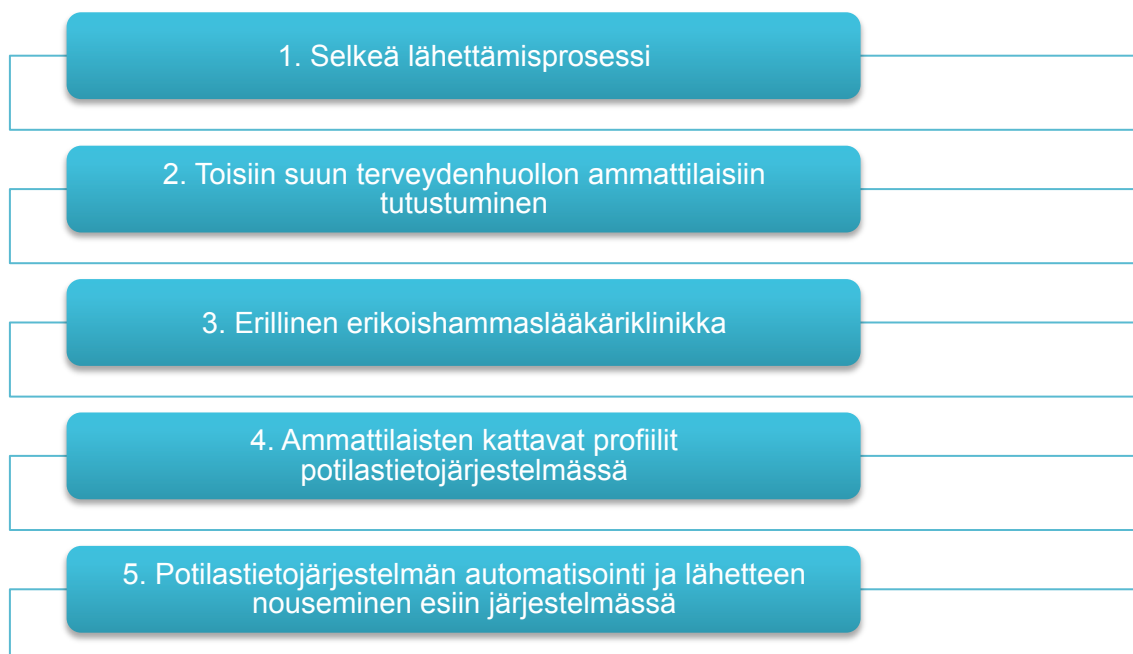 1. Selkeä lähettämisprosessi
2. Toisiin suun terveydenhuollon ammattilaisiin
tutustuminen
3. Erillinen erikoishammaslääkäriklinikka
4. Ammattilaisten kattavat profiilit
potilastietojärjestelmässä
5. Potilastietojärjestelmän automatisointi ja lähetteen
nouseminen esiin järjestelmässä